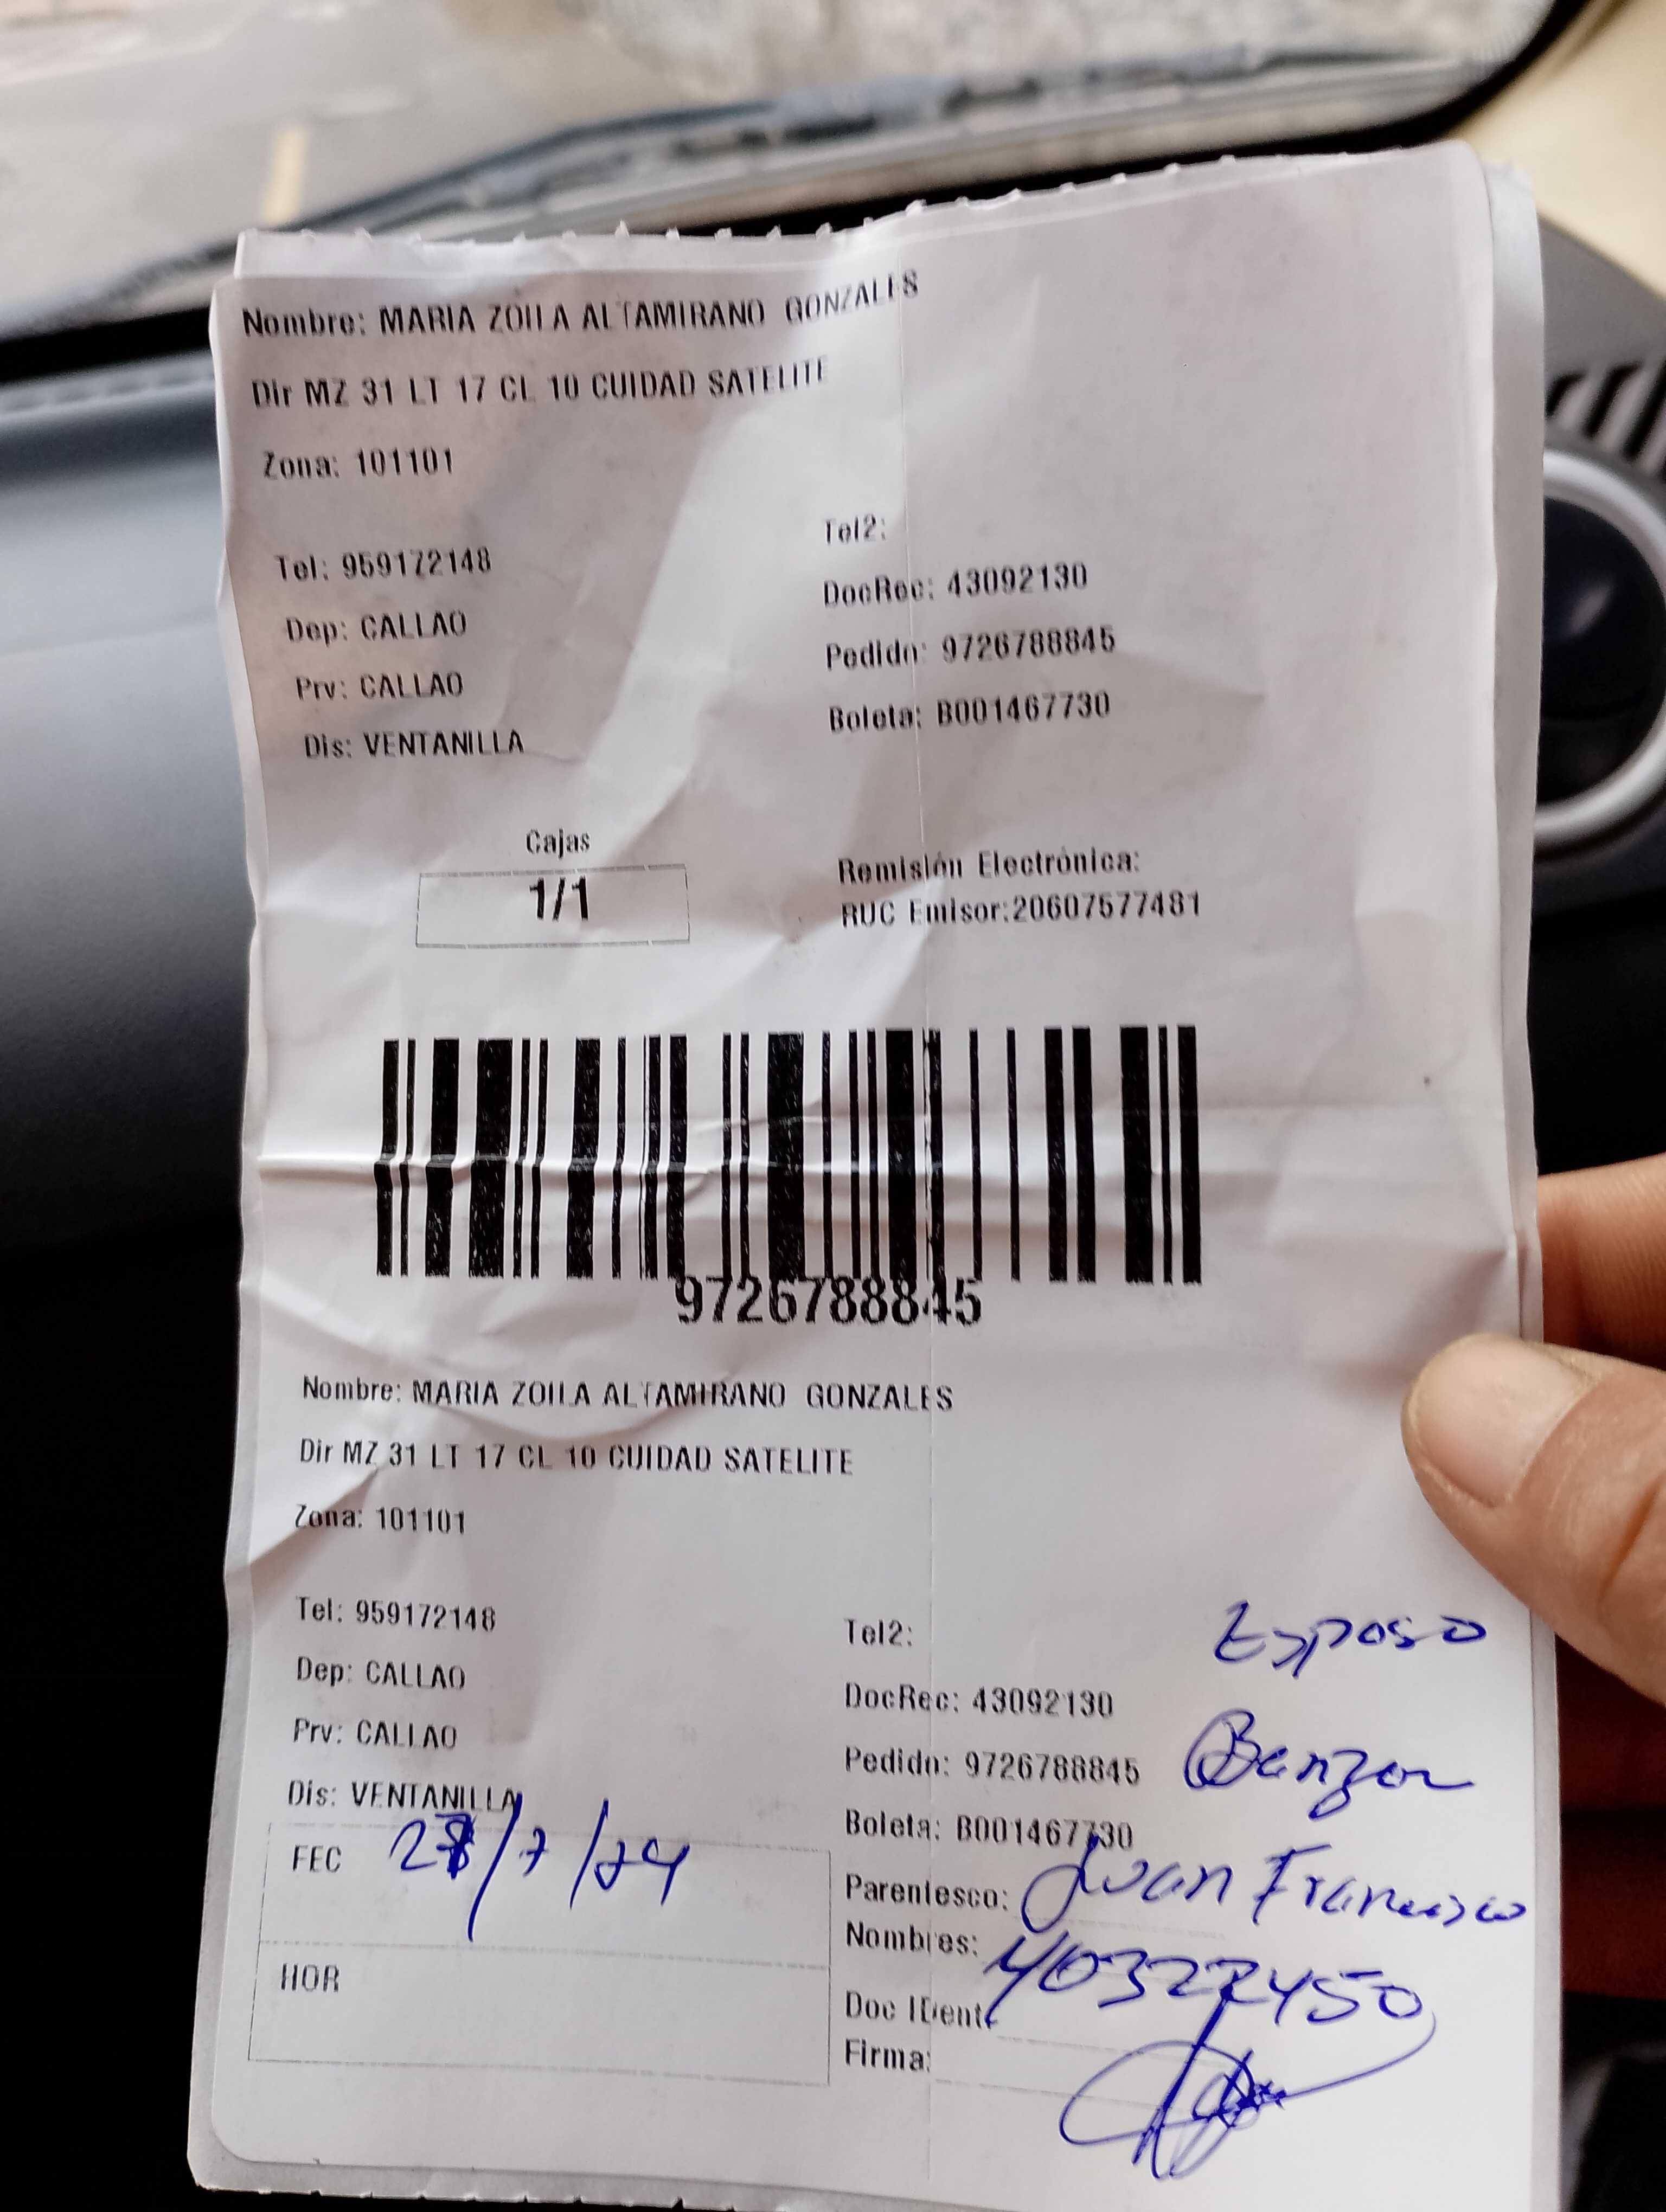 Nombre: MARIA ZOILA ALTAMIRANO GONZALES
Dir MZ 31 LT 17 CL 10 CUIDAD SATELITE
Zona: 101101
Tel: 959172148
Tel2:
Dep: CALLAO
DocRec: 43092130
Prv: CALLAO
Pedido: 9726788845
Dis: VENTANILLA
Boleta: B001467730
Cajas
1/1
Remisión Electrónica:
RUC Emisor:20607577481
9726788845
Nombre: MARIA ZOILA ALTAMIRANO GONZALES
Dir MZ 31 LT 17 CL 10 CUIDAD SATELITE
Zona: 101101
Tel: 959172148
Tel2:
Esposo
Dep: CALLAO
DocRec: 43092130
Prv: CALLAO
Pedido: 9726788845
Dis: VENTANILLA
Boleta: B001467730
FEC
Parentesco: Juan Francisco
Nombres:
HOR
Doc IDent: 40322450
Firma: